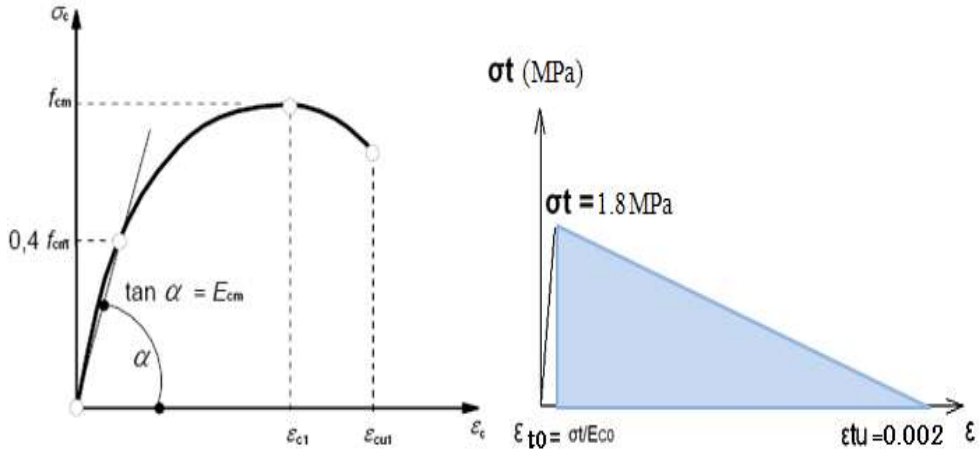 σc
fcm
0,4 fcm
tan α = Ecm
α
εc1
εcu1
εc
σt (MPa)
σt = 1.8 MPa
εt0 = σt/Eco
εtu = 0.002
ε